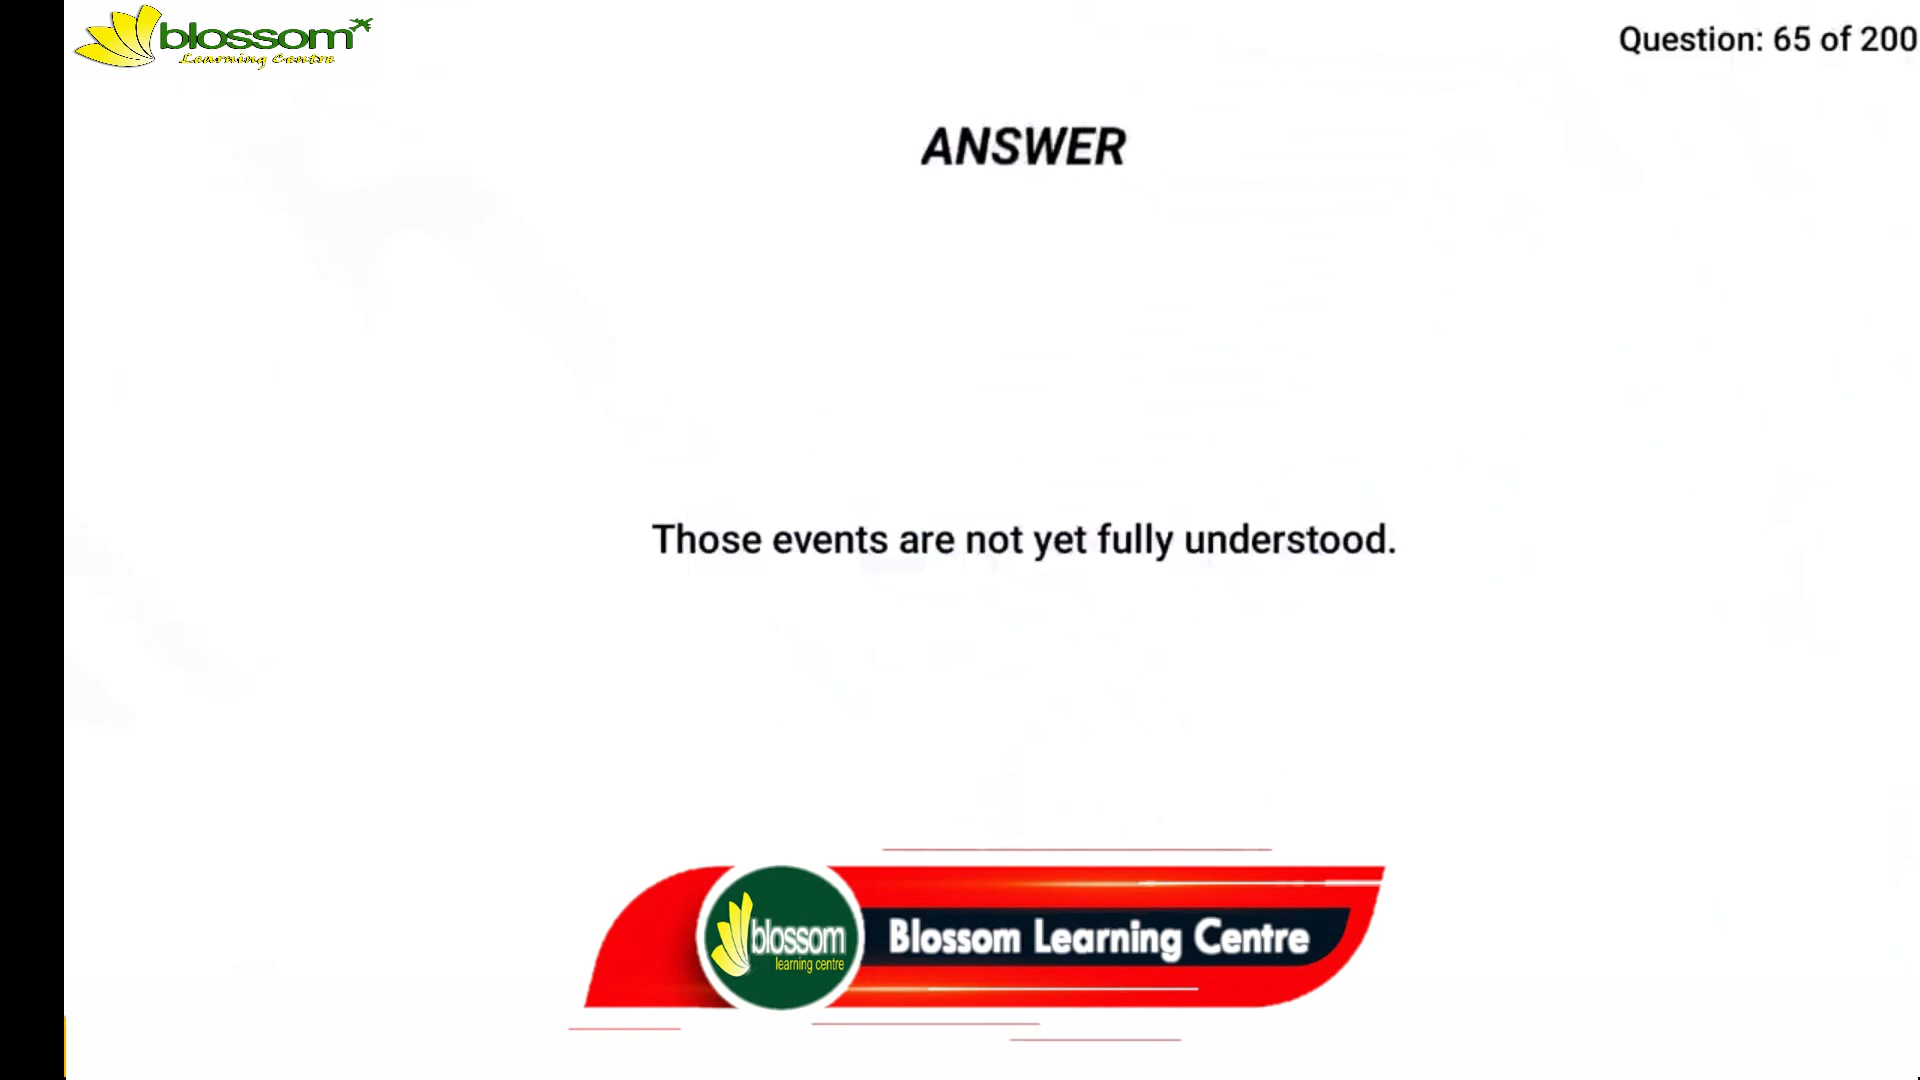 blossom
Learning Centre
Question: 65 of 200
ANSWER
Those events are not yet fully understood.
blossom
learning centre
Blossom Learning Centre